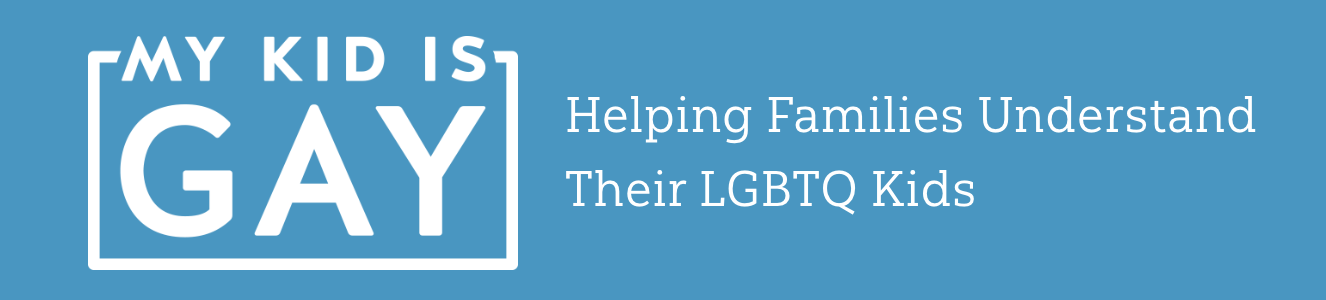 MY KID IS
GAY
Helping Families Understand
Their LGBTQ Kids